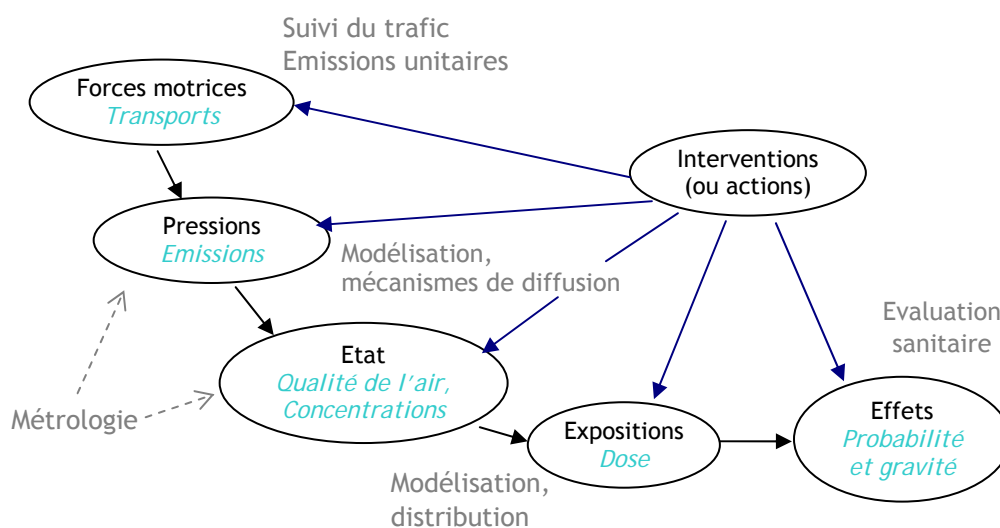 Suivi du trafic
Emissions unitaires
Forces motrices
Transports
Interventions
(ou actions)
Pressions
Emissions
Modélisation,
mécanismes de diffusion
Evaluation
sanitaire
Etat
Qualité de l'air,
Concentrations
Métrologie
Expositions
Dose
Effets
Probabilité
et gravité
Modélisation,
distribution